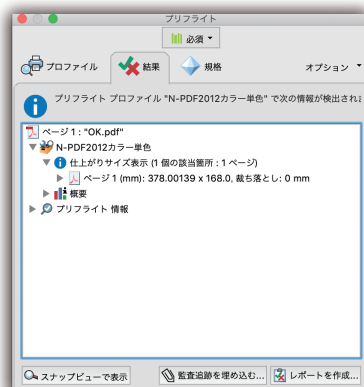 プリフライト
必須
プロファイル
結果
規格
オプション
プリフライト プロファイル "N-PDF2012カラー単色" で次の情報が検出され
ページ 1 : "OK.pdf"
N-PDF2012カラー単色
仕上がりサイズ表示 (1 個の該当箇所 : 1 ページ)
ページ 1 (mm): 378.00139 x 168.0, 裁ち落とし: 0 mm
概要
プリフライト 情報
スナップビューで表示
監査追跡を埋め込む...
レポートを作成...